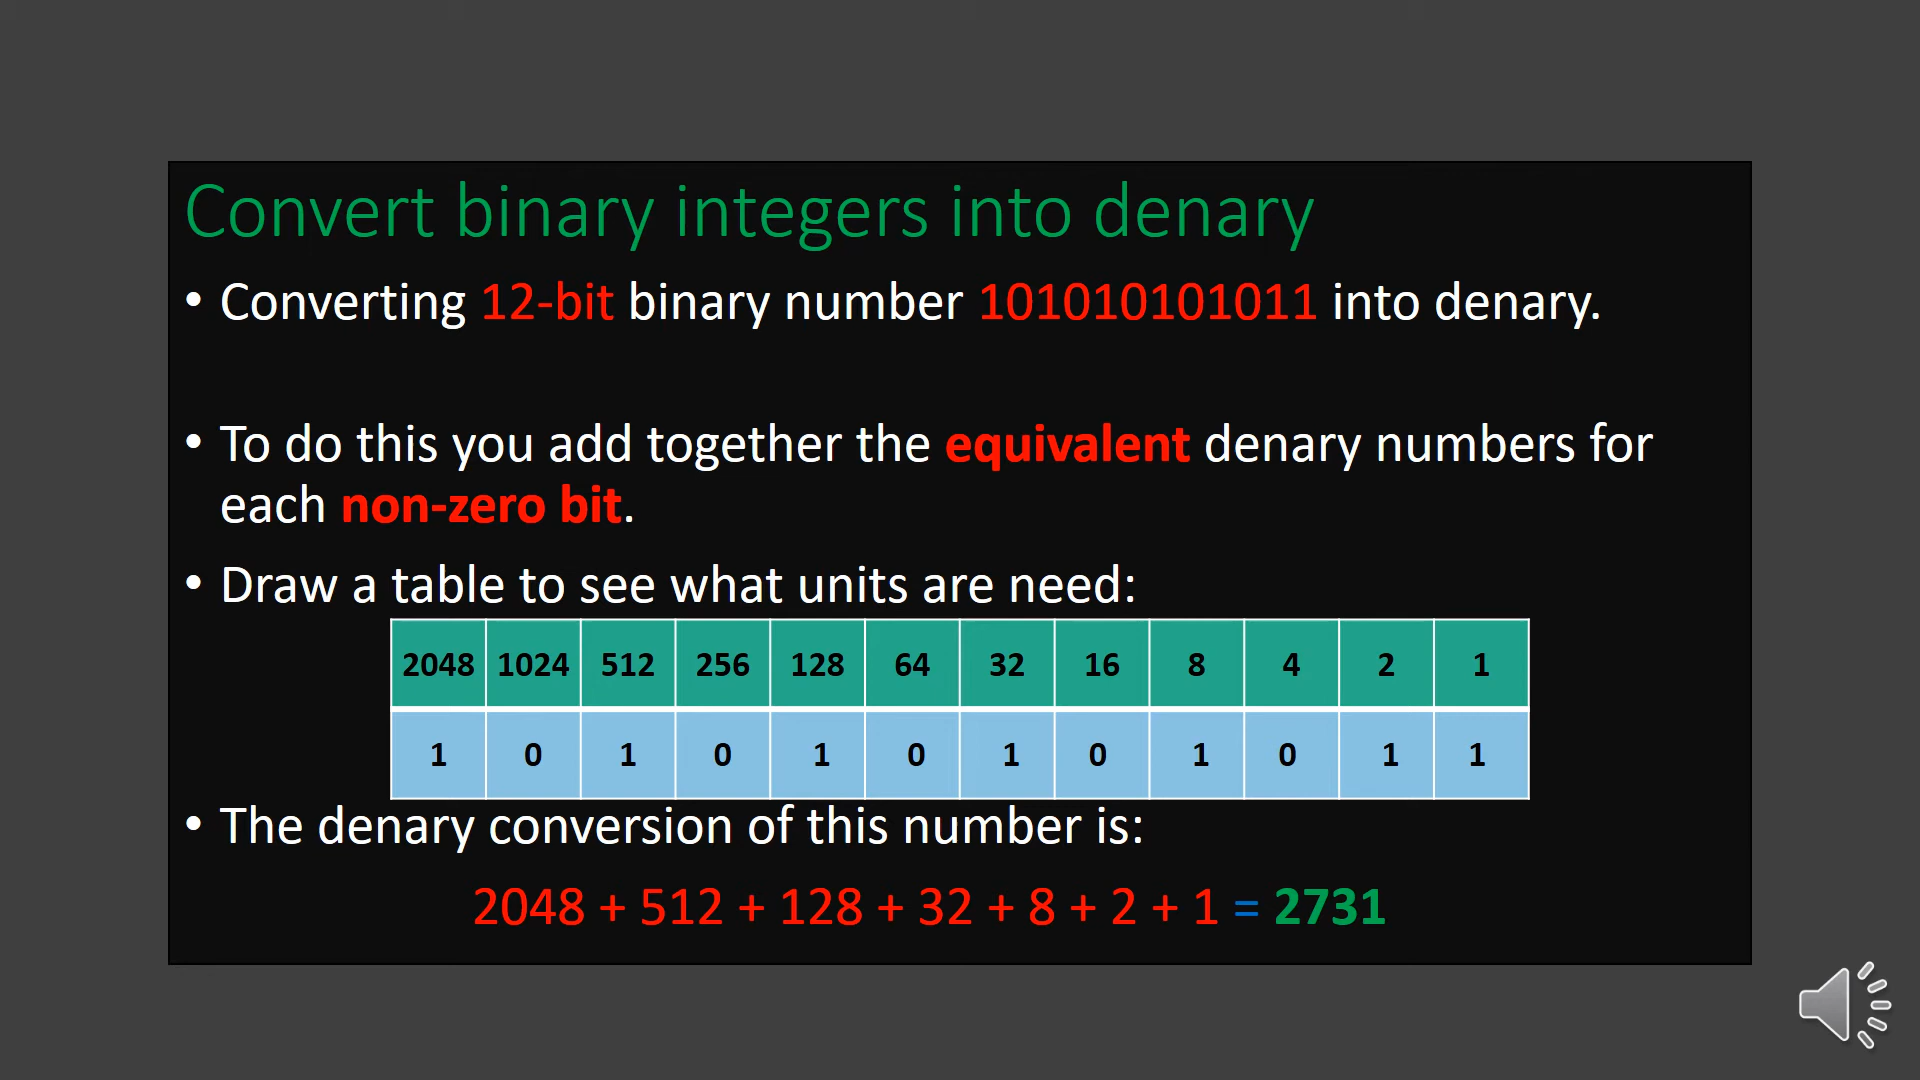 Convert binary integers into denary
• Converting 12-bit binary number 101010101011 into denary.
• To do this you add together the equivalent denary numbers for
each non-zero bit.
• Draw a table to see what units are need:
2048 1024 512 256 128 64 32 16 8 4 2 1
1 0 1 0 1 0 1 0 1 0 1 1
• The denary conversion of this number is:
2048 + 512 + 128 + 32 + 8 + 2 + 1 = 2731